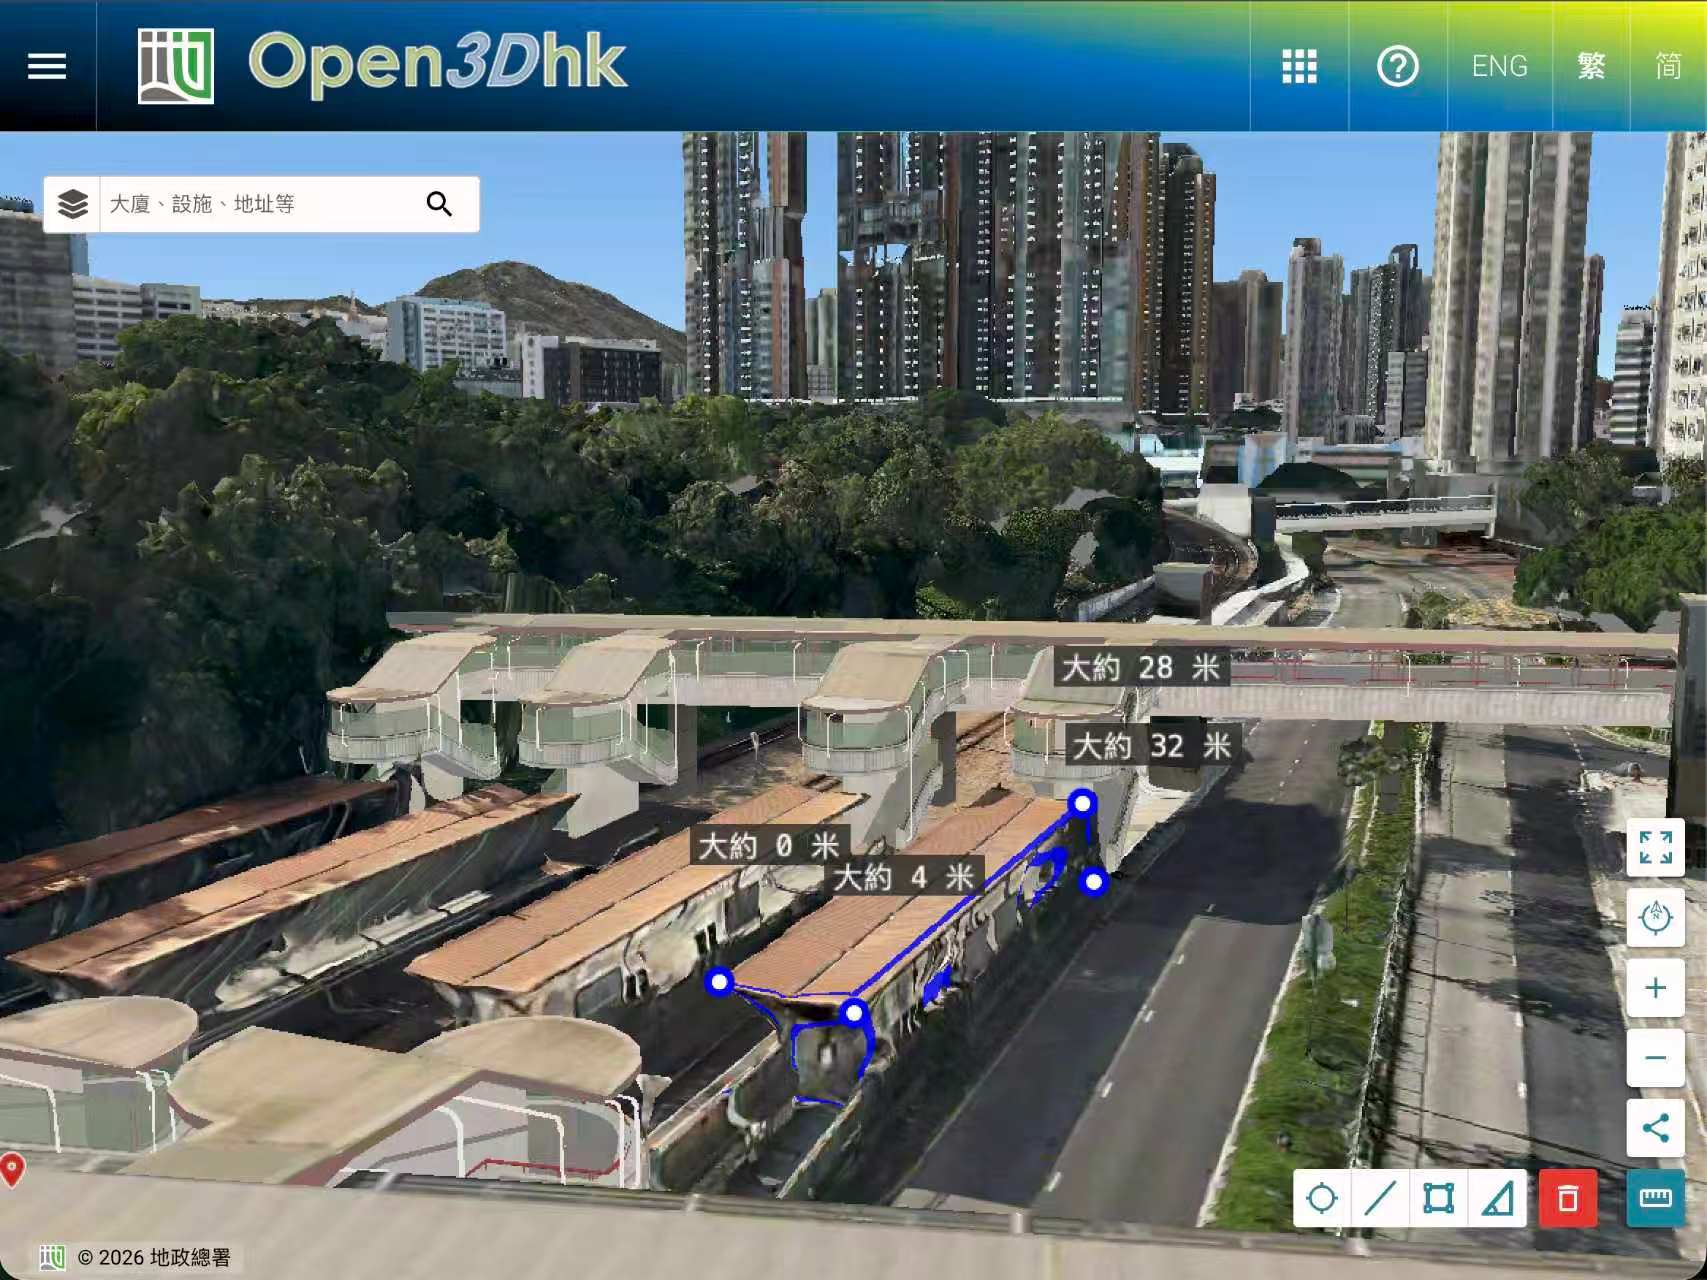 Open3Dhk
ENG
繁
简
大廈、設施、地址等
大約 28 米
大約 32 米
大約 0 米
大約 4 米
© 2026 地政總署